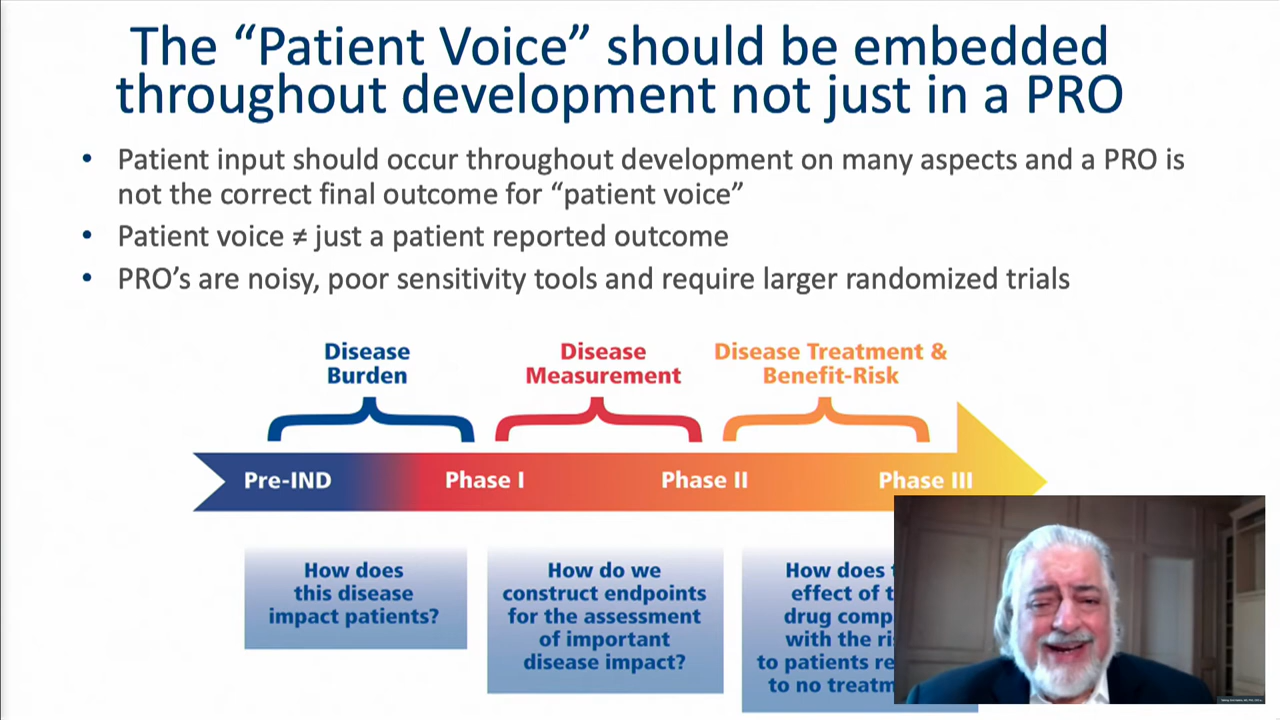 The “Patient Voice” should be embedded
throughout development not just in a PRO
• Patient input should occur throughout development on many aspects and a PRO is
not the correct final outcome for “patient voice”
• Patient voice ≠ just a patient reported outcome
• PRO’s are noisy, poor sensitivity tools and require larger randomized trials
Disease
Burden
Disease
Measurement
Disease Treatment &
Benefit-Risk
Pre-IND
Phase I
Phase II
Phase III
How does
this disease
impact patients?
How do we
construct endpoints
for the assessment
of important
disease impact?
How does
effect of
drug
with the
to patients
to no